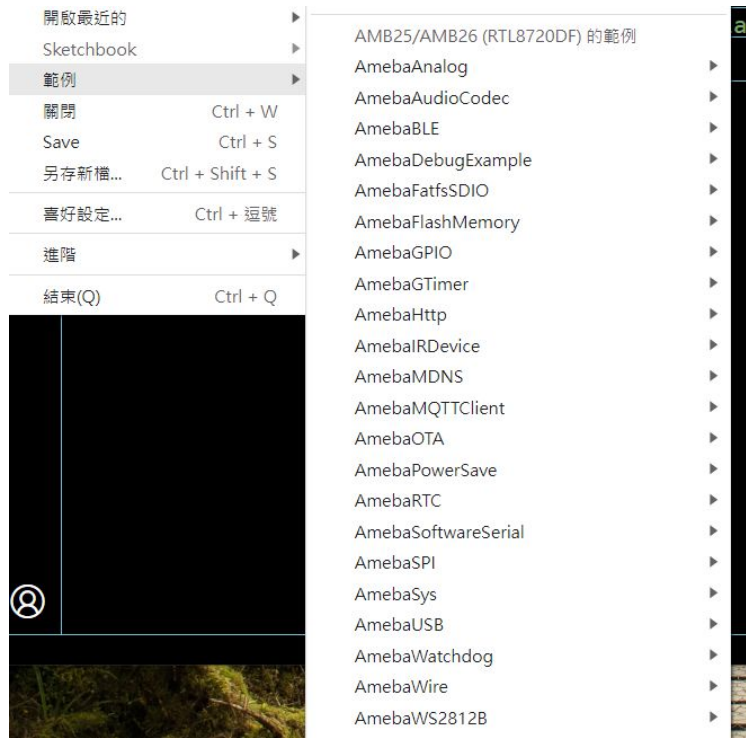 開啟最近的
Sketchbook
範例
關閉 Ctrl + W
Save Ctrl + S
另存新檔... Ctrl + Shift + S
喜好設定... Ctrl + 逗號
進階
結束(Q) Ctrl + Q
AMB25/AMB26 (RTL8720DF) 的範例
AmebaAnalog
AmebaAudioCodec
AmebaBLE
AmebaDebugExample
AmebaFatfsSDIO
AmebaFlashMemory
AmebaGPIO
AmebaGTimer
AmebaHttp
AmebaIRDevice
AmebaMDNS
AmebaMQTTClient
AmebaOTA
AmebaPowerSave
AmebaRTC
AmebaSoftwareSerial
AmebaSPI
AmebaSys
AmebaUSB
AmebaWatchdog
AmebaWire
AmebaWS2812B